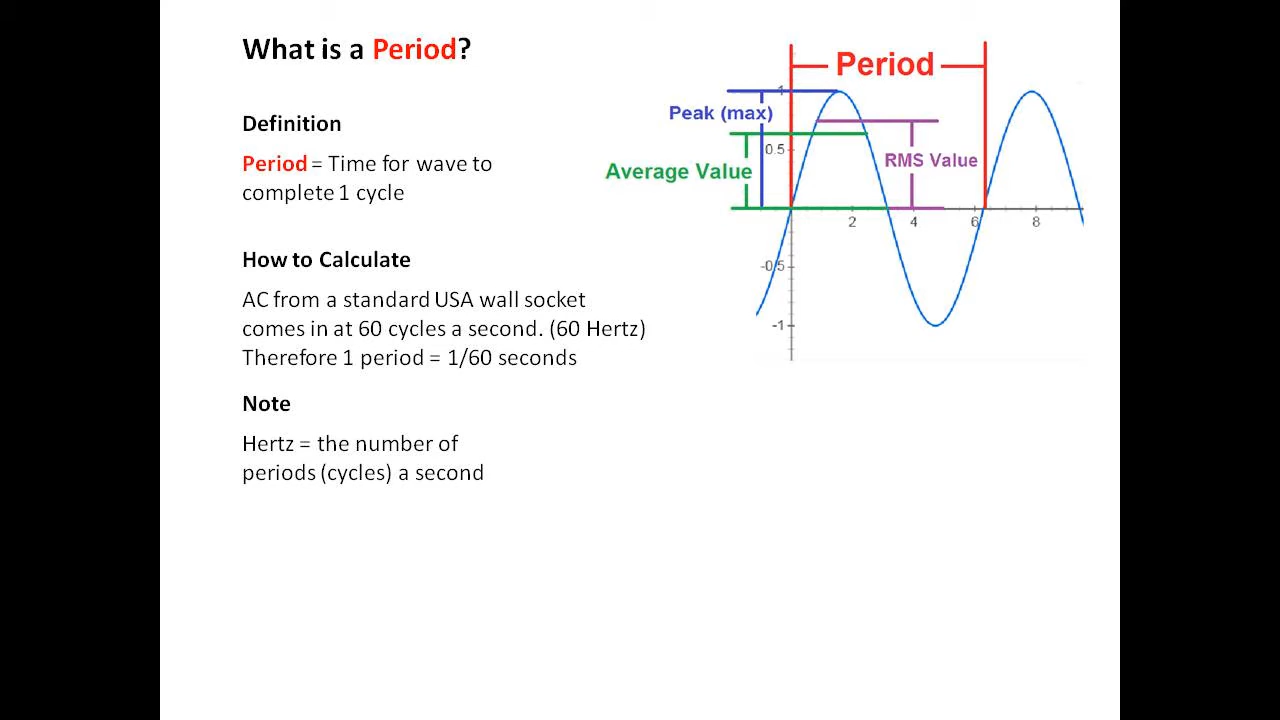 What is a Period?
Definition
Period = Time for wave to
complete 1 cycle
How to Calculate
AC from a standard USA wall socket
comes in at 60 cycles a second. (60 Hertz)
Therefore 1 period = 1/60 seconds
Note
Hertz = the number of
periods (cycles) a second
Period
Peak (max)
Average Value
RMS Value
1
0.5
-0.5
-1
2
4
6
8